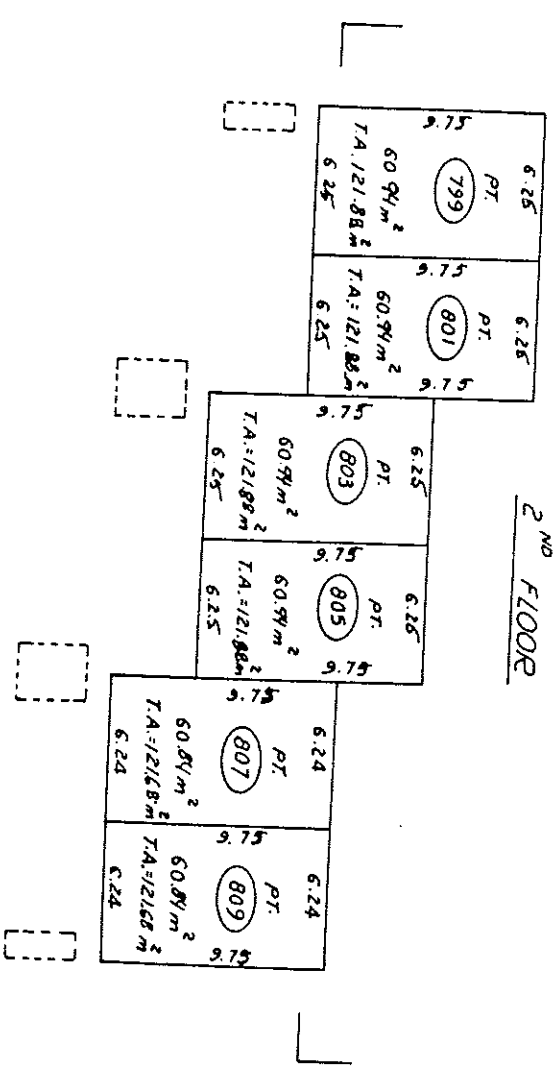 2ND FLOOR
6.25
PT.
9.75
799
60.94m²
T.A. 121.88m²
6.25
6.25
PT.
9.75
801
9.75
60.94m²
T.A.=121.88m²
6.25
6.25
PT.
9.75
803
60.94m²
T.A.=121.88m²
6.25
6.25
PT.
9.75
805
9.75
60.94m²
T.A.=121.88m²
6.25
6.24
PT.
9.75
807
60.84m²
T.A.=121.68m²
6.24
6.24
PT.
9.75
809
9.75
60.84m²
T.A.=121.68m²
6.24